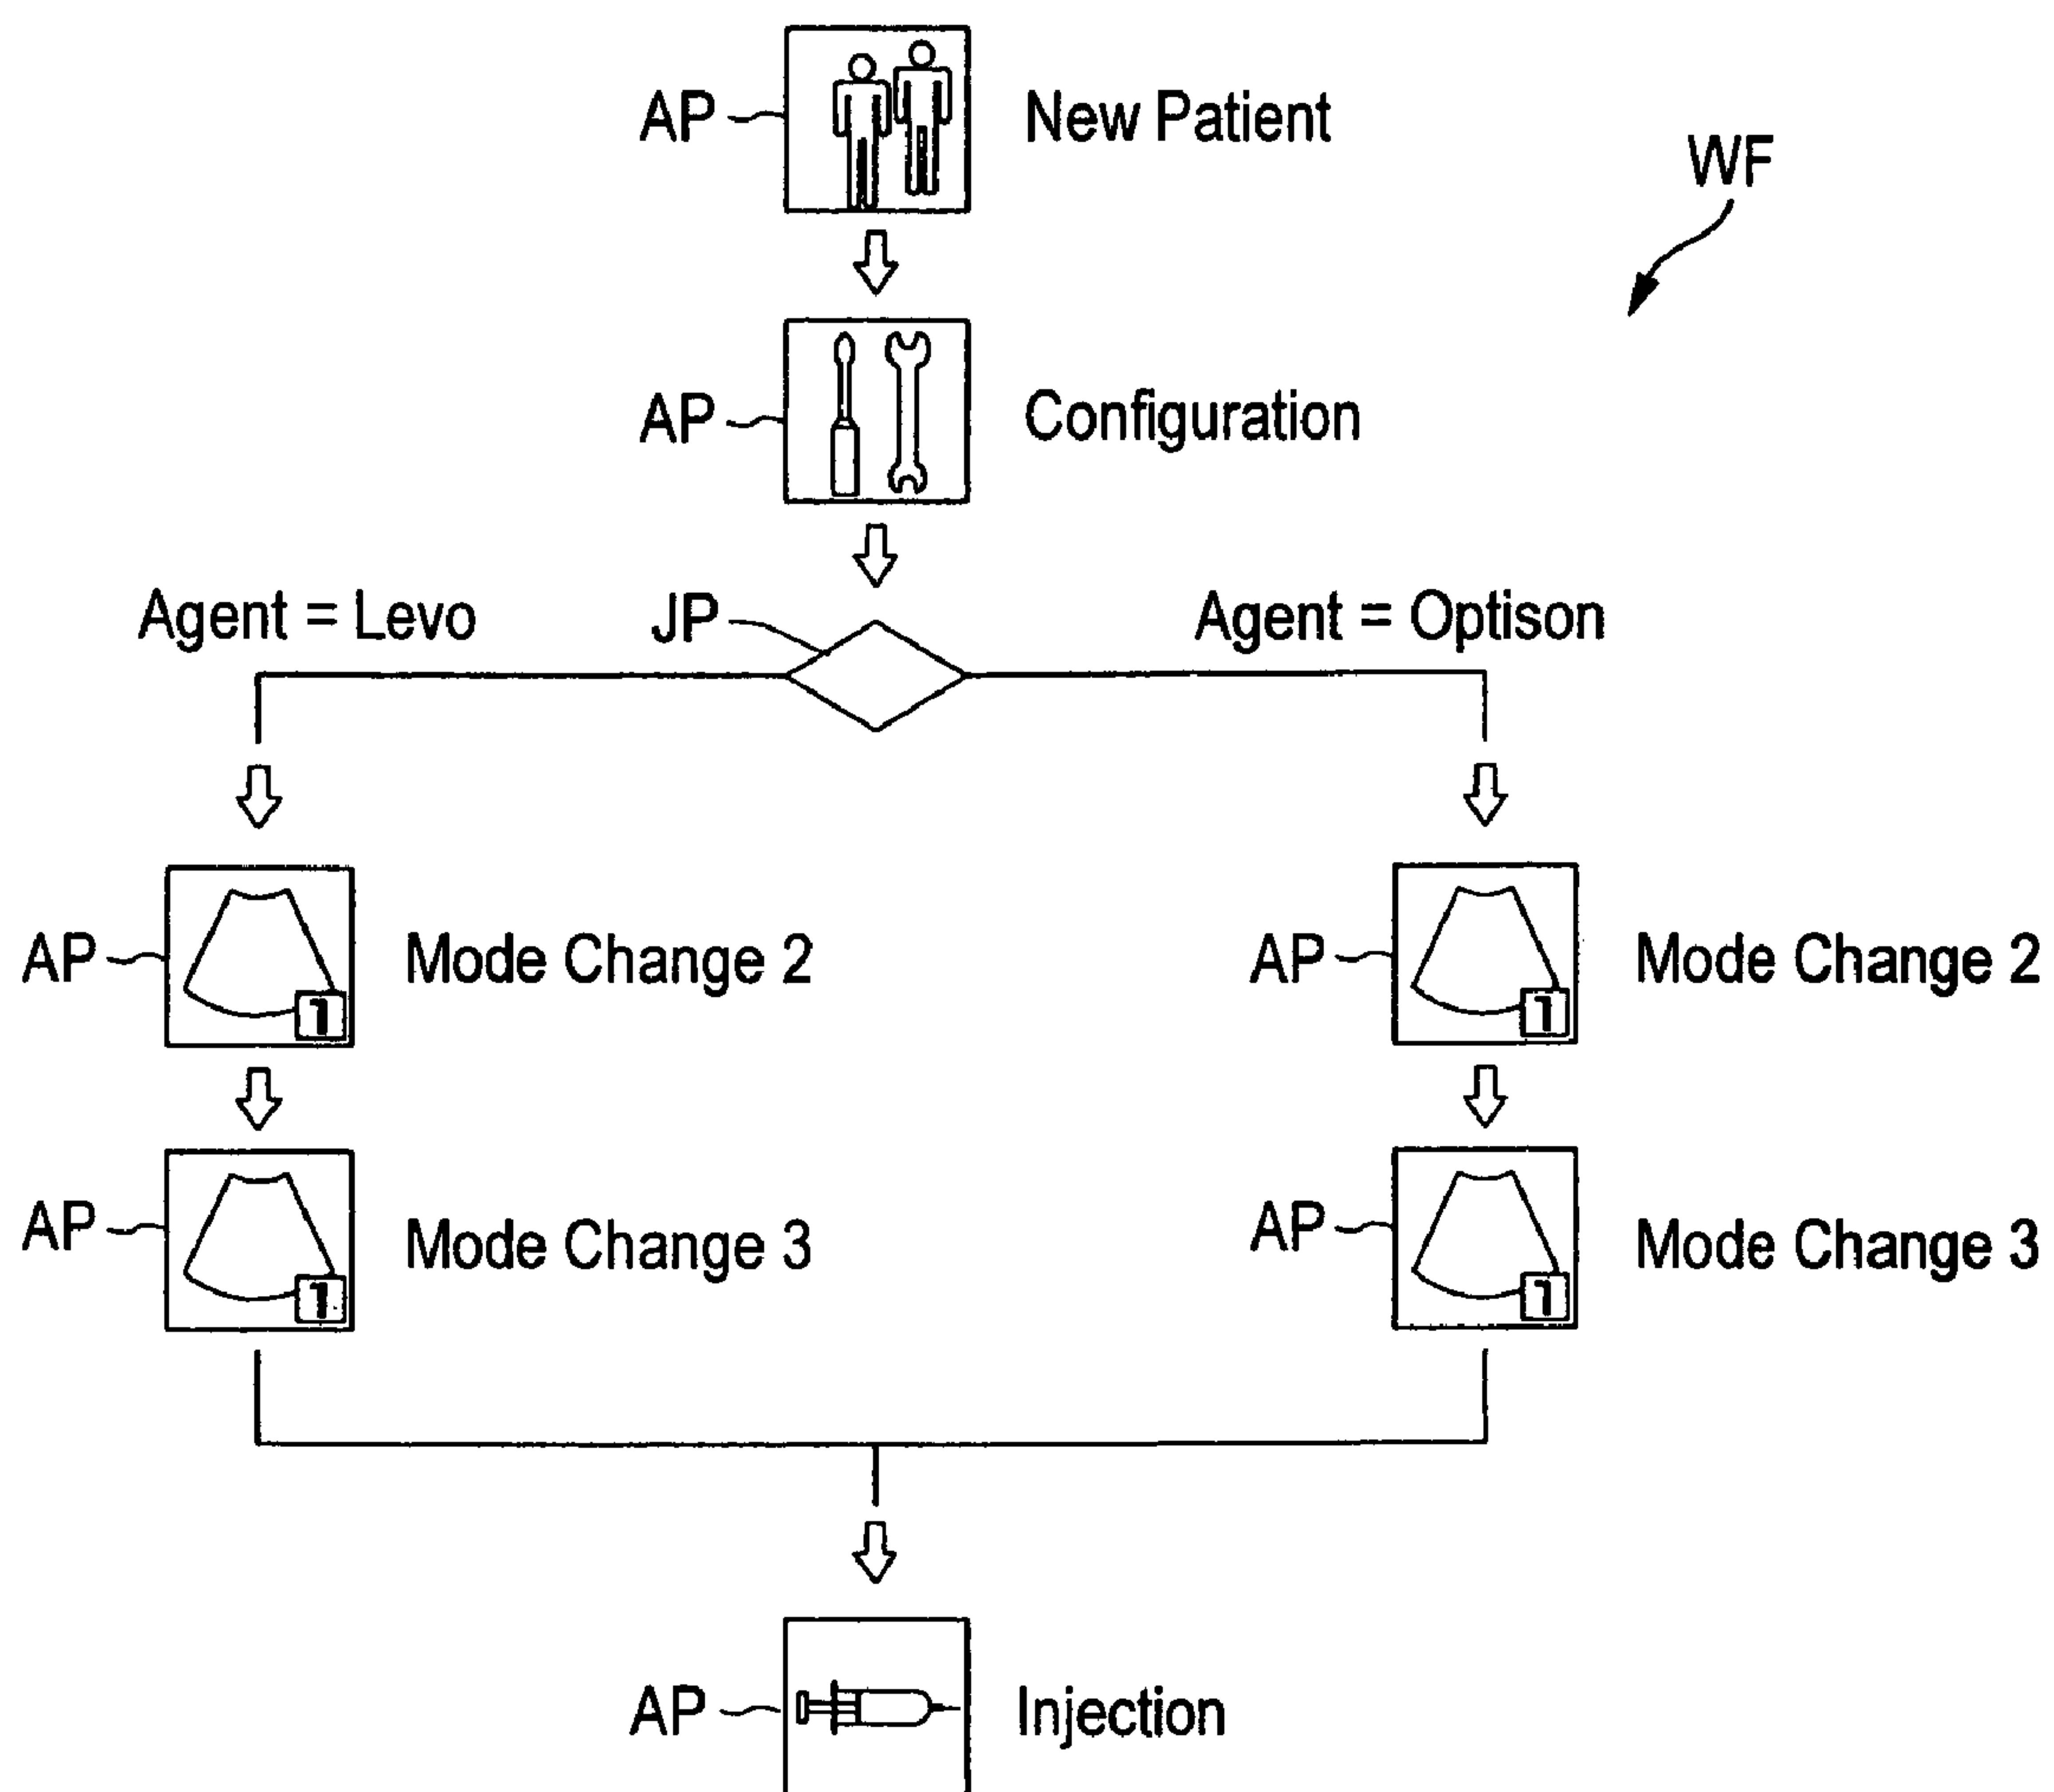 AP New Patient
WF
AP Configuration
Agent = Levo JP Agent = Optison
AP 1 Mode Change 2 AP 1 Mode Change 2
AP 1 Mode Change 3 AP 1 Mode Change 3
AP Injection